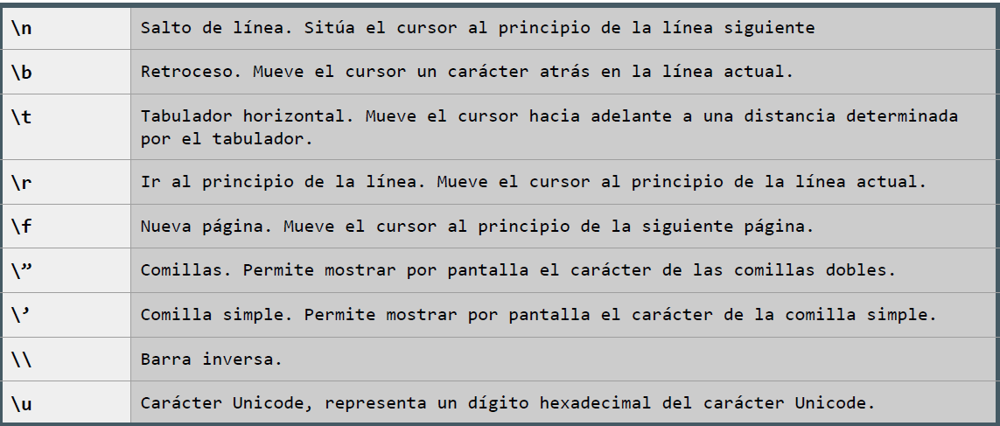 \n Salto de línea. Sitúa el cursor al principio de la línea siguiente
\b Retroceso. Mueve el cursor un carácter atrás en la línea actual.
\t Tabulador horizontal. Mueve el cursor hacia adelante a una distancia determinada
por el tabulador.
\r Ir al principio de la línea. Mueve el cursor al principio de la línea actual.
\f Nueva página. Mueve el cursor al principio de la siguiente página.
\” Comillas. Permite mostrar por pantalla el carácter de las comillas dobles.
\’ Comilla simple. Permite mostrar por pantalla el carácter de la comilla simple.
\\ Barra inversa.
\u Carácter Unicode, representa un dígito hexadecimal del carácter Unicode.